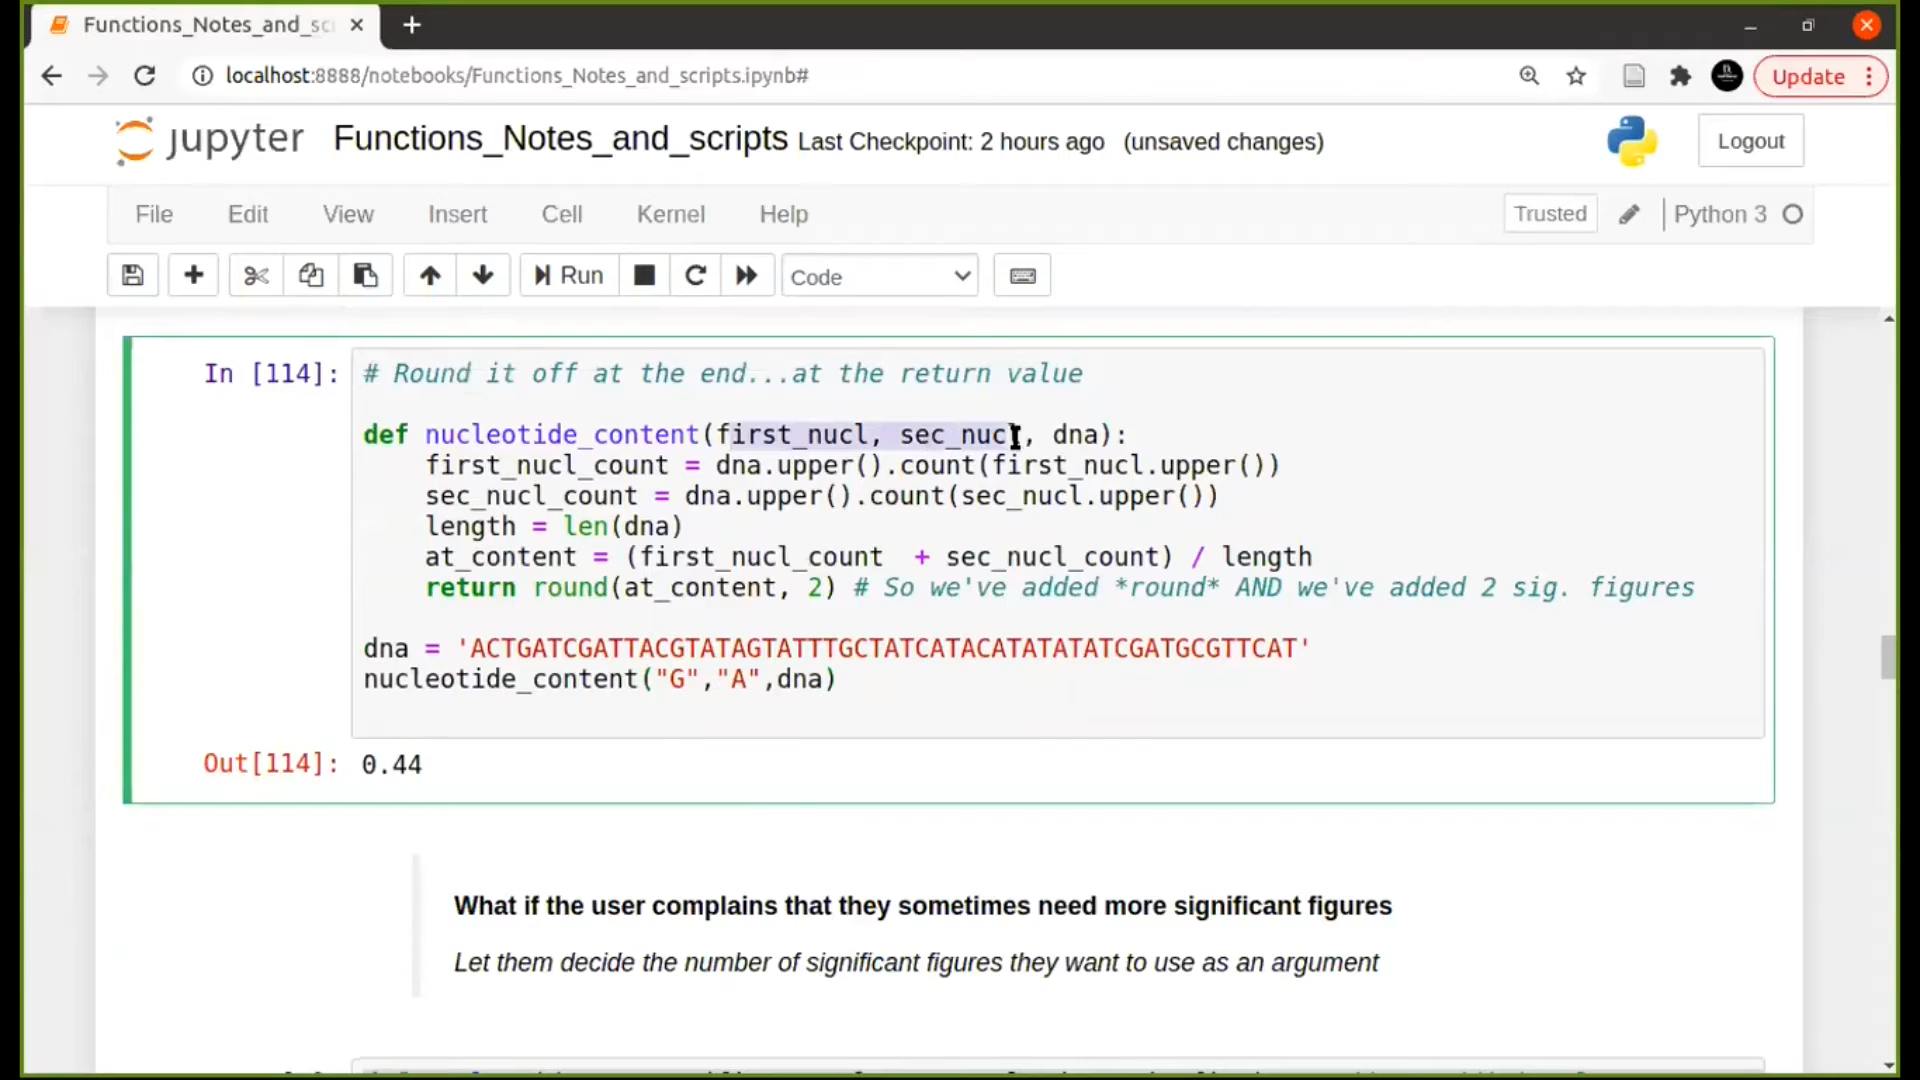 Functions_Notes_and_sc
localhost:8888/notebooks/Functions_Notes_and_scripts.ipynb#
Update
jupyter Functions_Notes_and_scripts Last Checkpoint: 2 hours ago (unsaved changes)
Logout
File Edit View Insert Cell Kernel Help
Trusted
Python 3
Run
Code
In [114]: # Round it off at the end...at the return value
def nucleotide_content(first_nucl, sec_nucl, dna):
first_nucl_count = dna.upper().count(first_nucl.upper())
sec_nucl_count = dna.upper().count(sec_nucl.upper())
length = len(dna)
at_content = (first_nucl_count  + sec_nucl_count) / length
return round(at_content, 2) # So we've added *round* AND we've added 2 sig. figures
dna = 'ACTGATCGATTACGTATAGTATTTGCTATCATACATATATATCGATGCGTTCAT'
nucleotide_content("G","A",dna)
Out[114]: 0.44
What if the user complains that they sometimes need more significant figures
Let them decide the number of significant figures they want to use as an argument